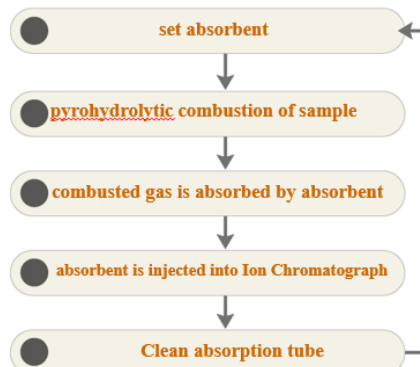 set absorbent
pyrohydrolytic combustion of sample
combusted gas is absorbed by absorbent
absorbent is injected into Ion Chromatograph
Clean absorption tube